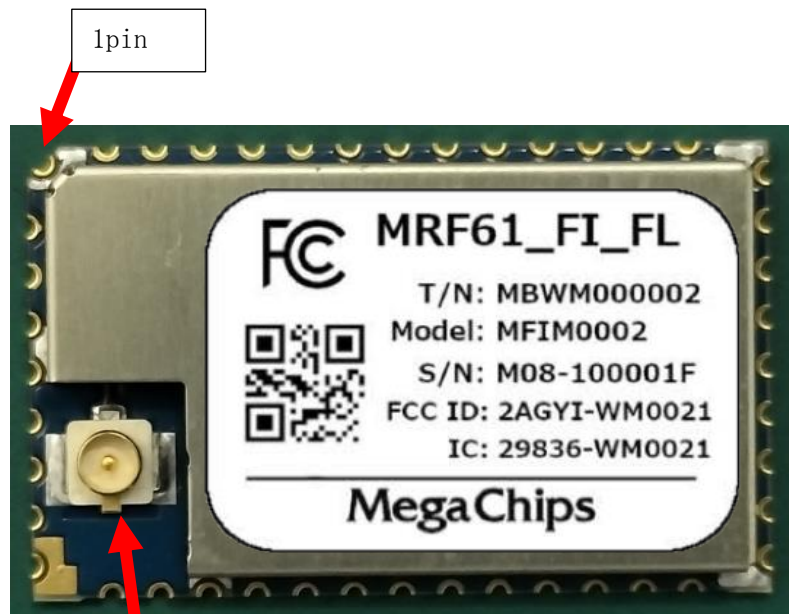 1pin
FC
MRF61_FI_FL
T/N: MBWM000002
Model: MFIM0002
S/N: M08-100001F
FCC ID: 2AGYI-WM0021
IC: 29836-WM0021
MegaChips